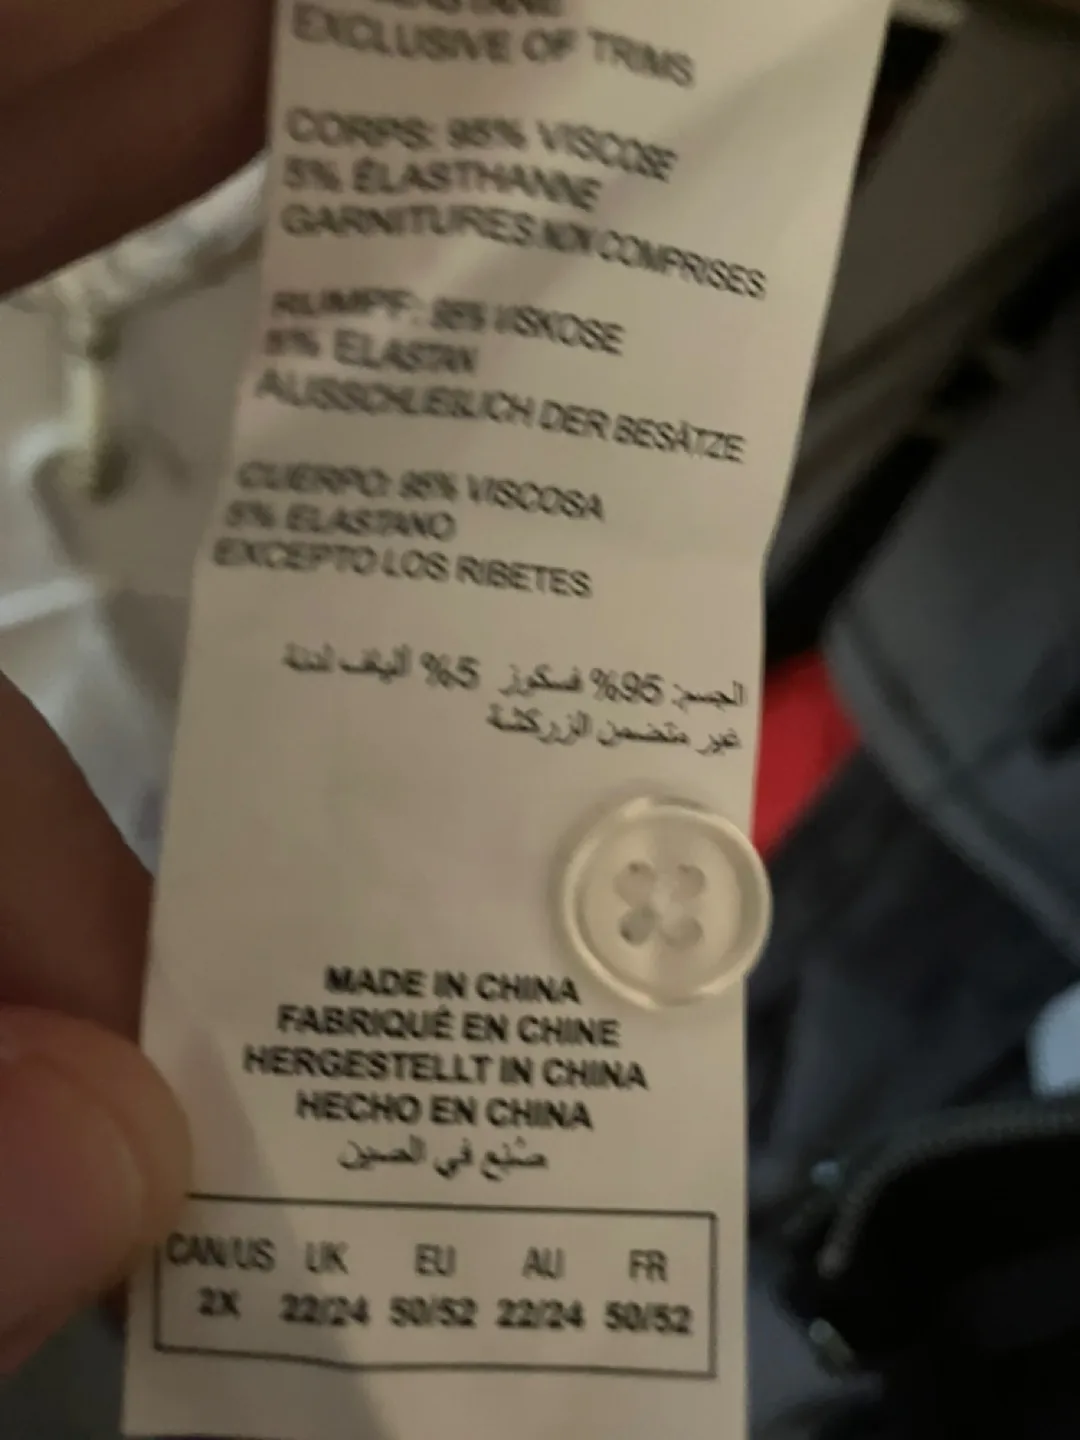 EXCLUSIVE OF TRIMS
CORPS: 95% VISCOSE
5% ÉLASTHANNE
GARNITURES NON COMPRISES
RUMPF: 95% VISKOSE
5% ELASTAN
AUSSCHLIEßLICH DER BESÄTZE
CUERPO: 95% VISCOSA
5% ELASTANO
EXCEPTO LOS RIBETES
الجسم: 95% فسكوز 5% ألياف لدنة
غير متضمن الزركشة
MADE IN CHINA
FABRIQUÉ EN CHINE
HERGESTELLT IN CHINA
HECHO EN CHINA
صُنِع في الصين
CAN/US UK EU AU FR
2X 22/24 50/52 22/24 50/52